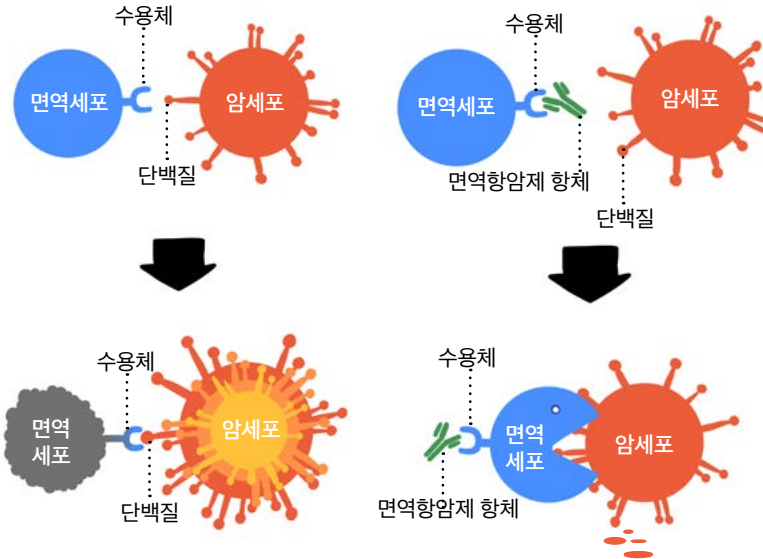 수용체
면역세포
암세포
단백질
수용체
면역세포
암세포
면역항암제 항체
단백질
수용체
면역
세포
암세포
단백질
수용체
면역
세포
암세포
면역항암제 항체